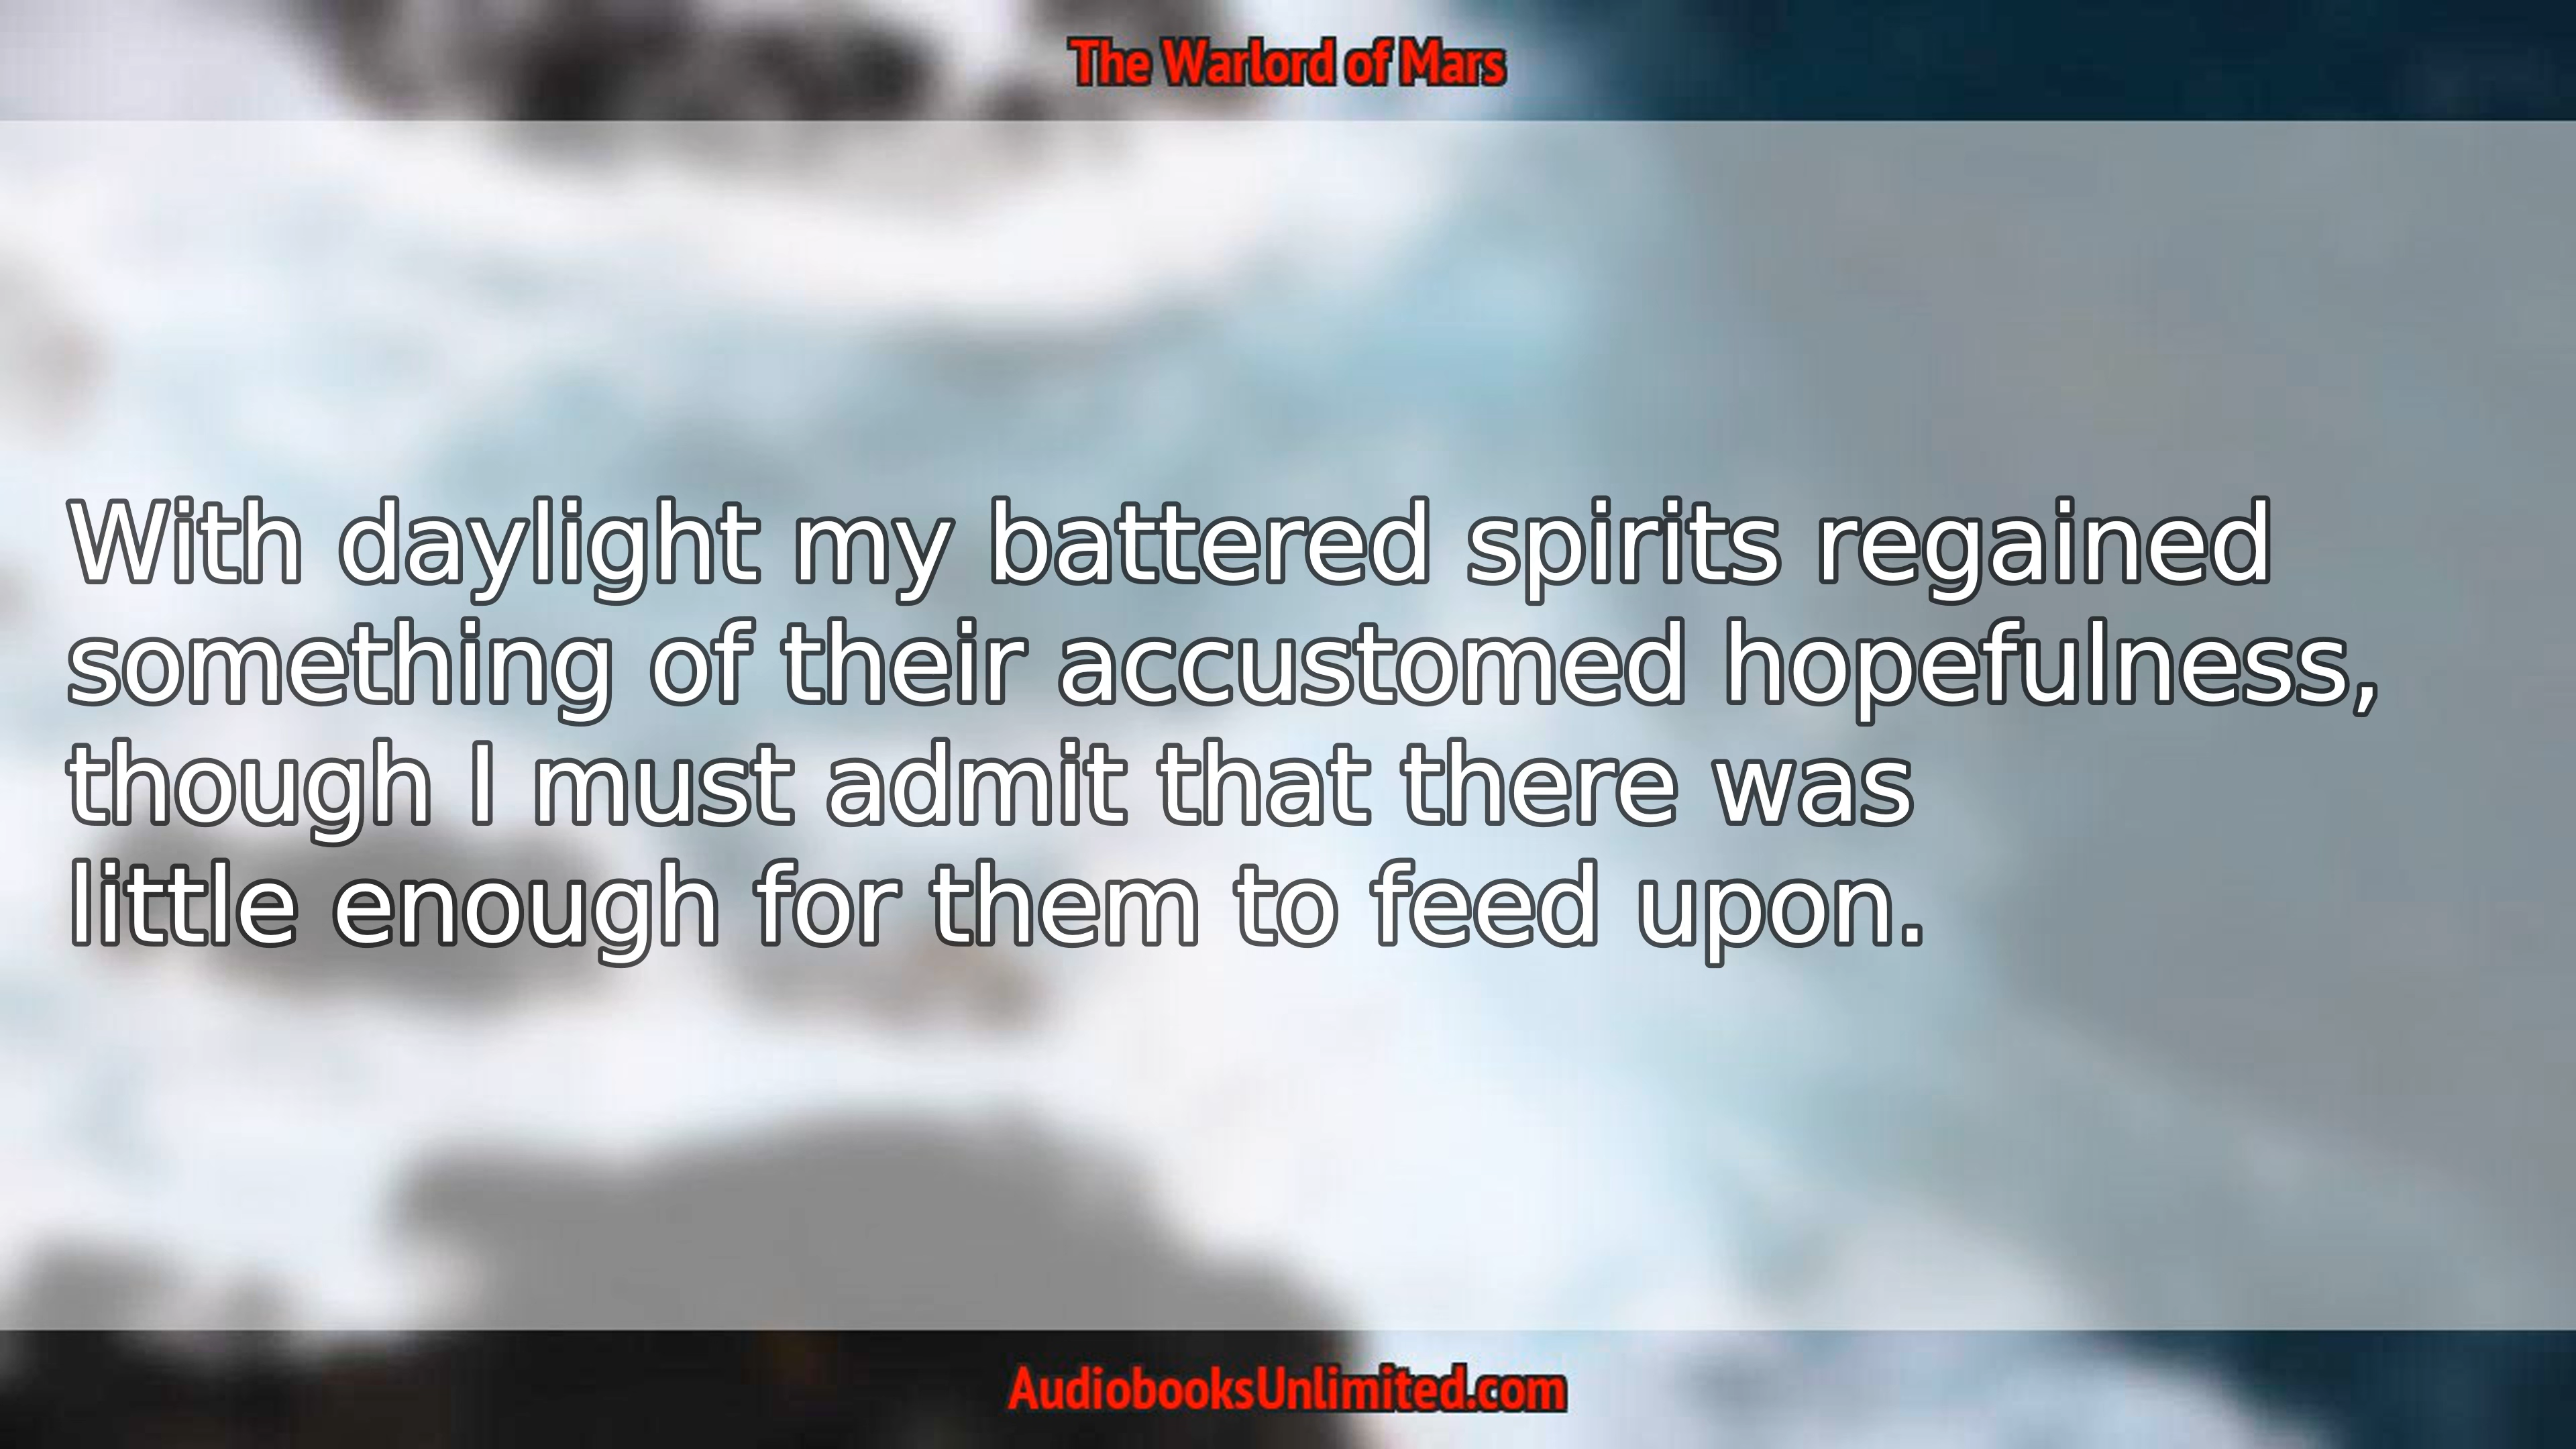 The Warlord of Mars
With daylight my battered spirits regained
something of their accustomed hopefulness,
though I must admit that there was
little enough for them to feed upon.
AudiobooksUnlimited.com